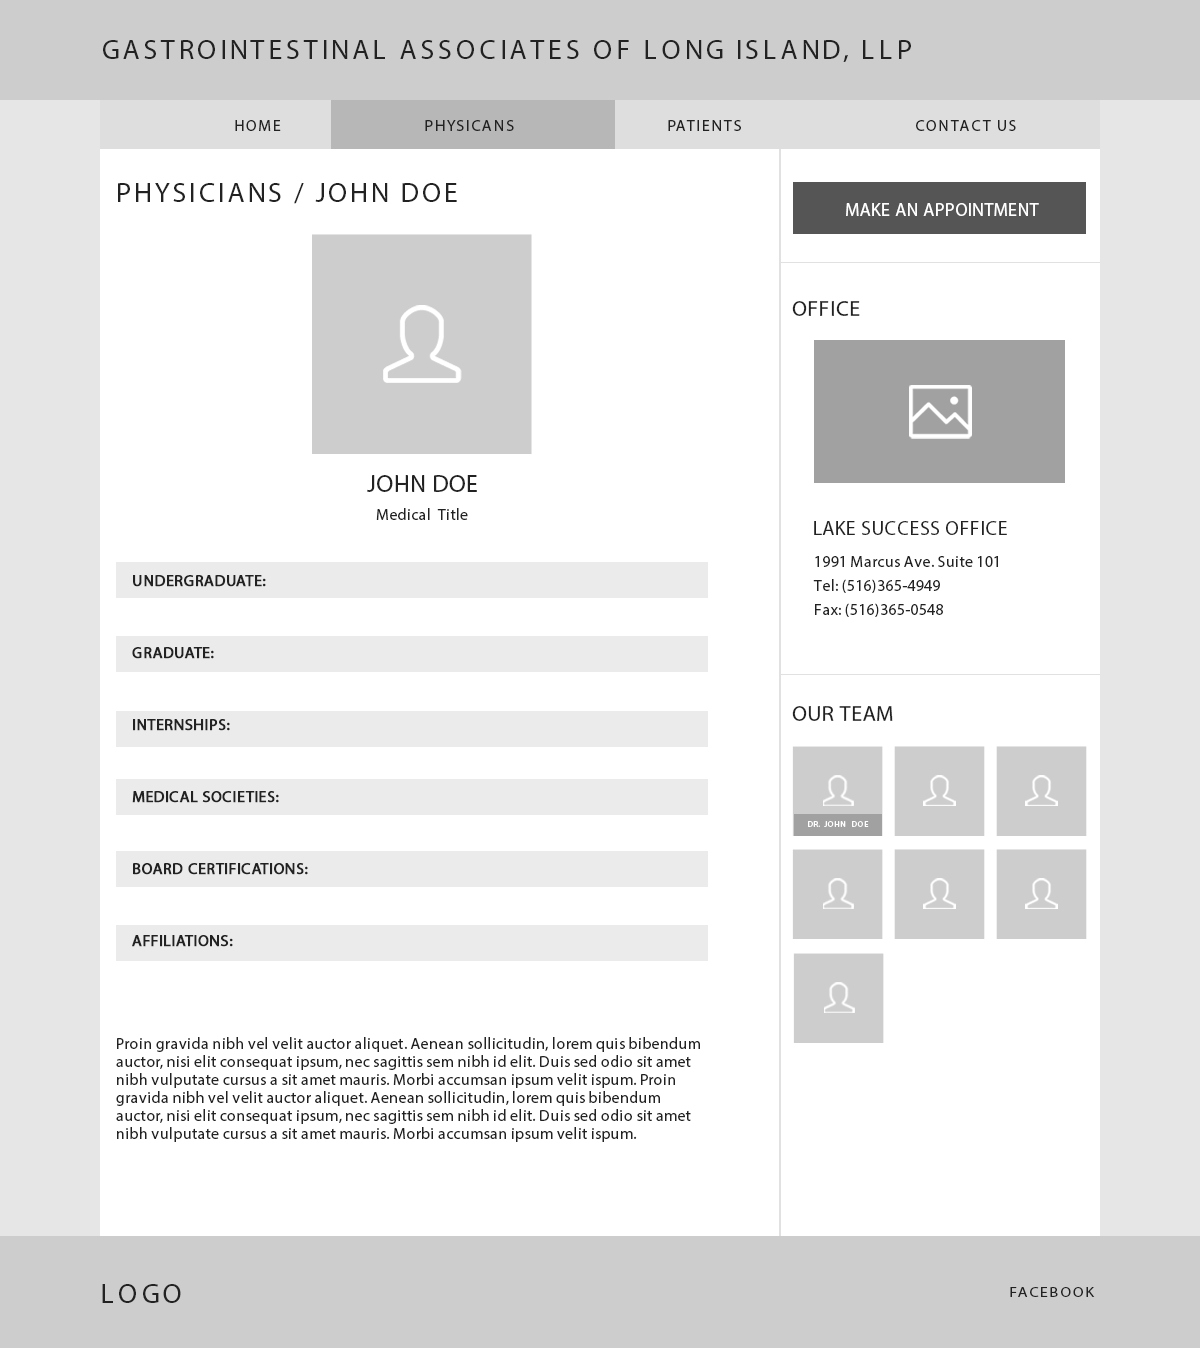 GASTROINTESTINAL ASSOCIATES OF LONG ISLAND, LLP
HOME
PHYSICANS
PATIENTS
CONTACT US
PHYSICIANS / JOHN DOE
JOHN DOE
Medical Title
UNDERGRADUATE:
GRADUATE:
INTERNSHIPS:
MEDICAL SOCIETIES:
BOARD CERTIFICATIONS:
AFFILIATIONS:
Proin gravida nibh vel velit auctor aliquet. Aenean sollicitudin, lorem quis bibendum
auctor, nisi elit consequat ipsum, nec sagittis sem nibh id elit. Duis sed odio sit amet
nibh vulputate cursus a sit amet mauris. Morbi accumsan ipsum velit ispum. Proin
gravida nibh vel velit auctor aliquet. Aenean sollicitudin, lorem quis bibendum
auctor, nisi elit consequat ipsum, nec sagittis sem nibh id elit. Duis sed odio sit amet
nibh vulputate cursus a sit amet mauris. Morbi accumsan ipsum velit ispum.
MAKE AN APPOINTMENT
OFFICE
LAKE SUCCESS OFFICE
1991 Marcus Ave. Suite 101
Tel: (516)365-4949
Fax: (516)365-0548
OUR TEAM
DR. JOHN DOE
LOGO
FACEBOOK